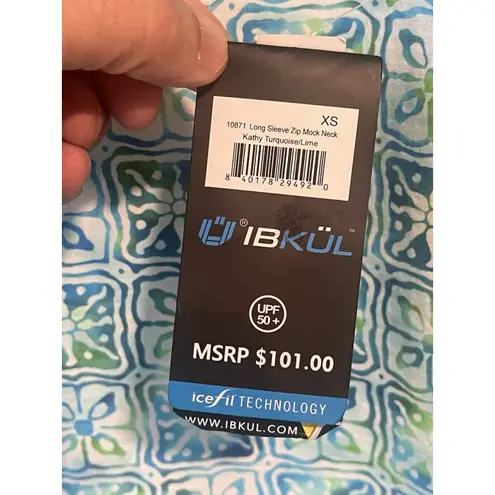 XS
10871 Long Sleeve Zip Mock Neck
Kathy Turquoise/Lime
8 40178 29492 0
® IBKÜL ™
UPF
50+
MSRP $101.00
icefil TECHNOLOGY
WWW.IBKUL.COM